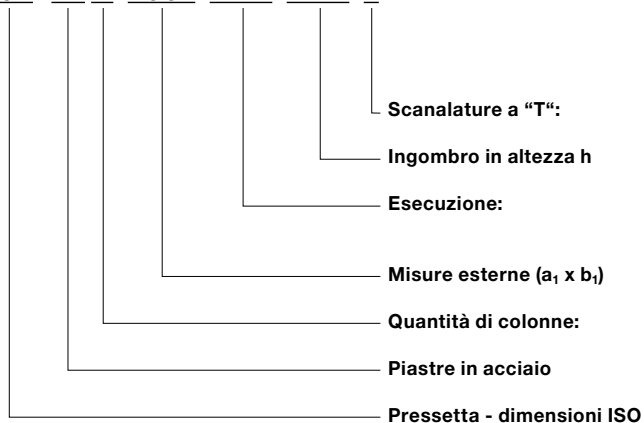 Scanalature a “T“:
Ingombro in altezza h
Esecuzione:
Misure esterne (a₁ x b₁)
Quantità di colonne:
Piastre in acciaio
Pressetta - dimensioni ISO